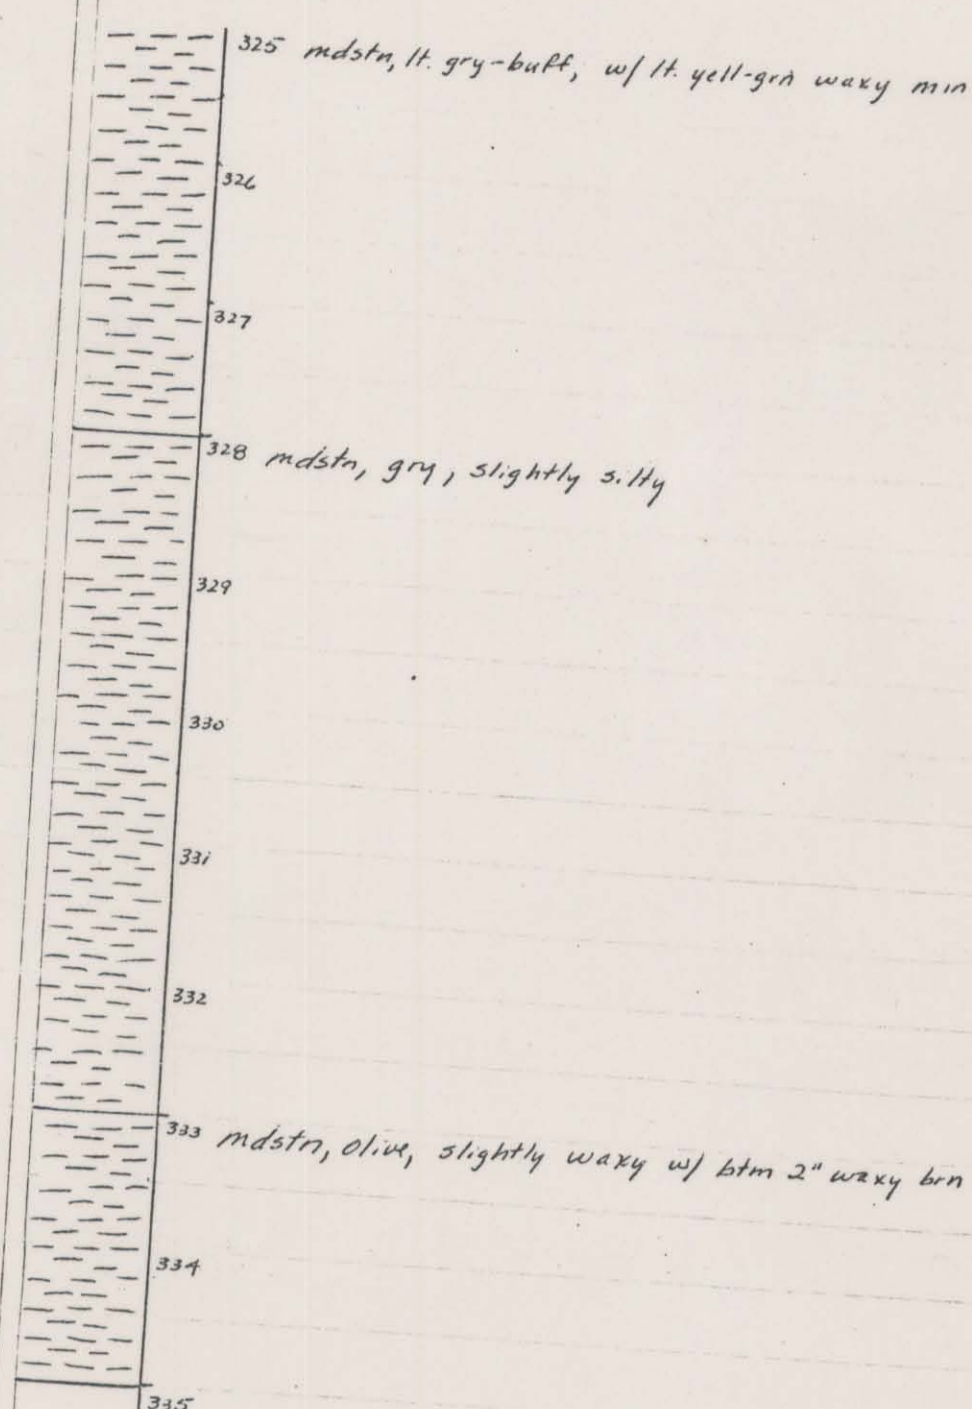 325 mdstn, lt. gry-buff, w/ lt. yell-grn waxy min
326
327
328 mdstn, gry, slightly silty
329
330
331
332
333 mdstn, olive, slightly waxy w/ btm 2" waxy brn
334
335